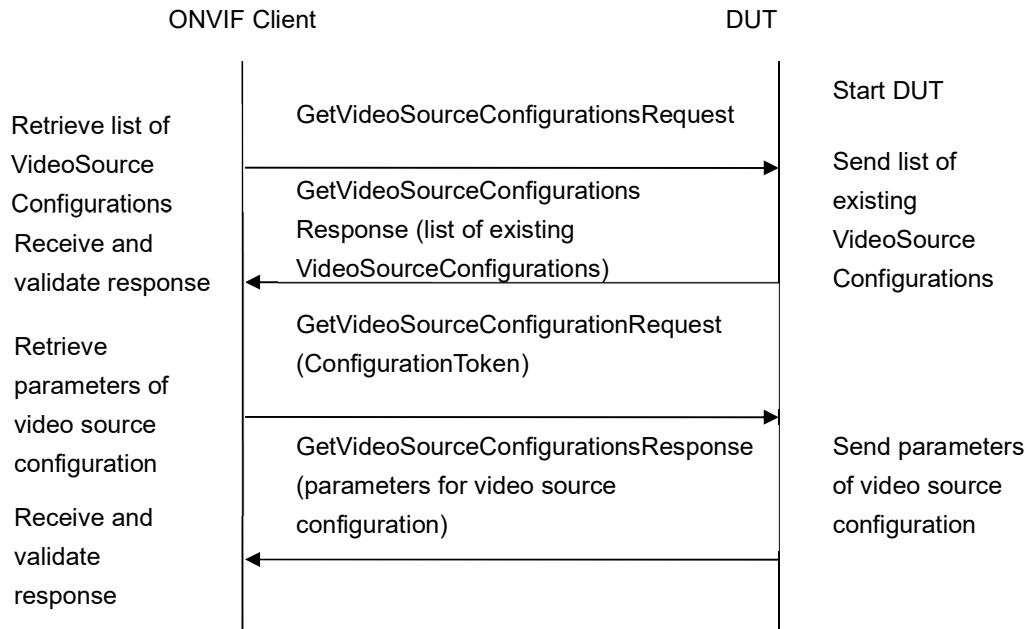 ONVIF Client
DUT
Start DUT
GetVideoSourceConfigurationsRequest
Retrieve list of
VideoSource
Configurations
Receive and
validate response
Send list of
existing
VideoSource
Configurations
GetVideoSourceConfigurations
Response (list of existing
VideoSourceConfigurations)
GetVideoSourceConfigurationRequest
(ConfigurationToken)
Retrieve
parameters of
video source
configuration
GetVideoSourceConfigurationsResponse
(parameters for video source
configuration)
Send parameters
of video source
configuration
Receive and
validate
response